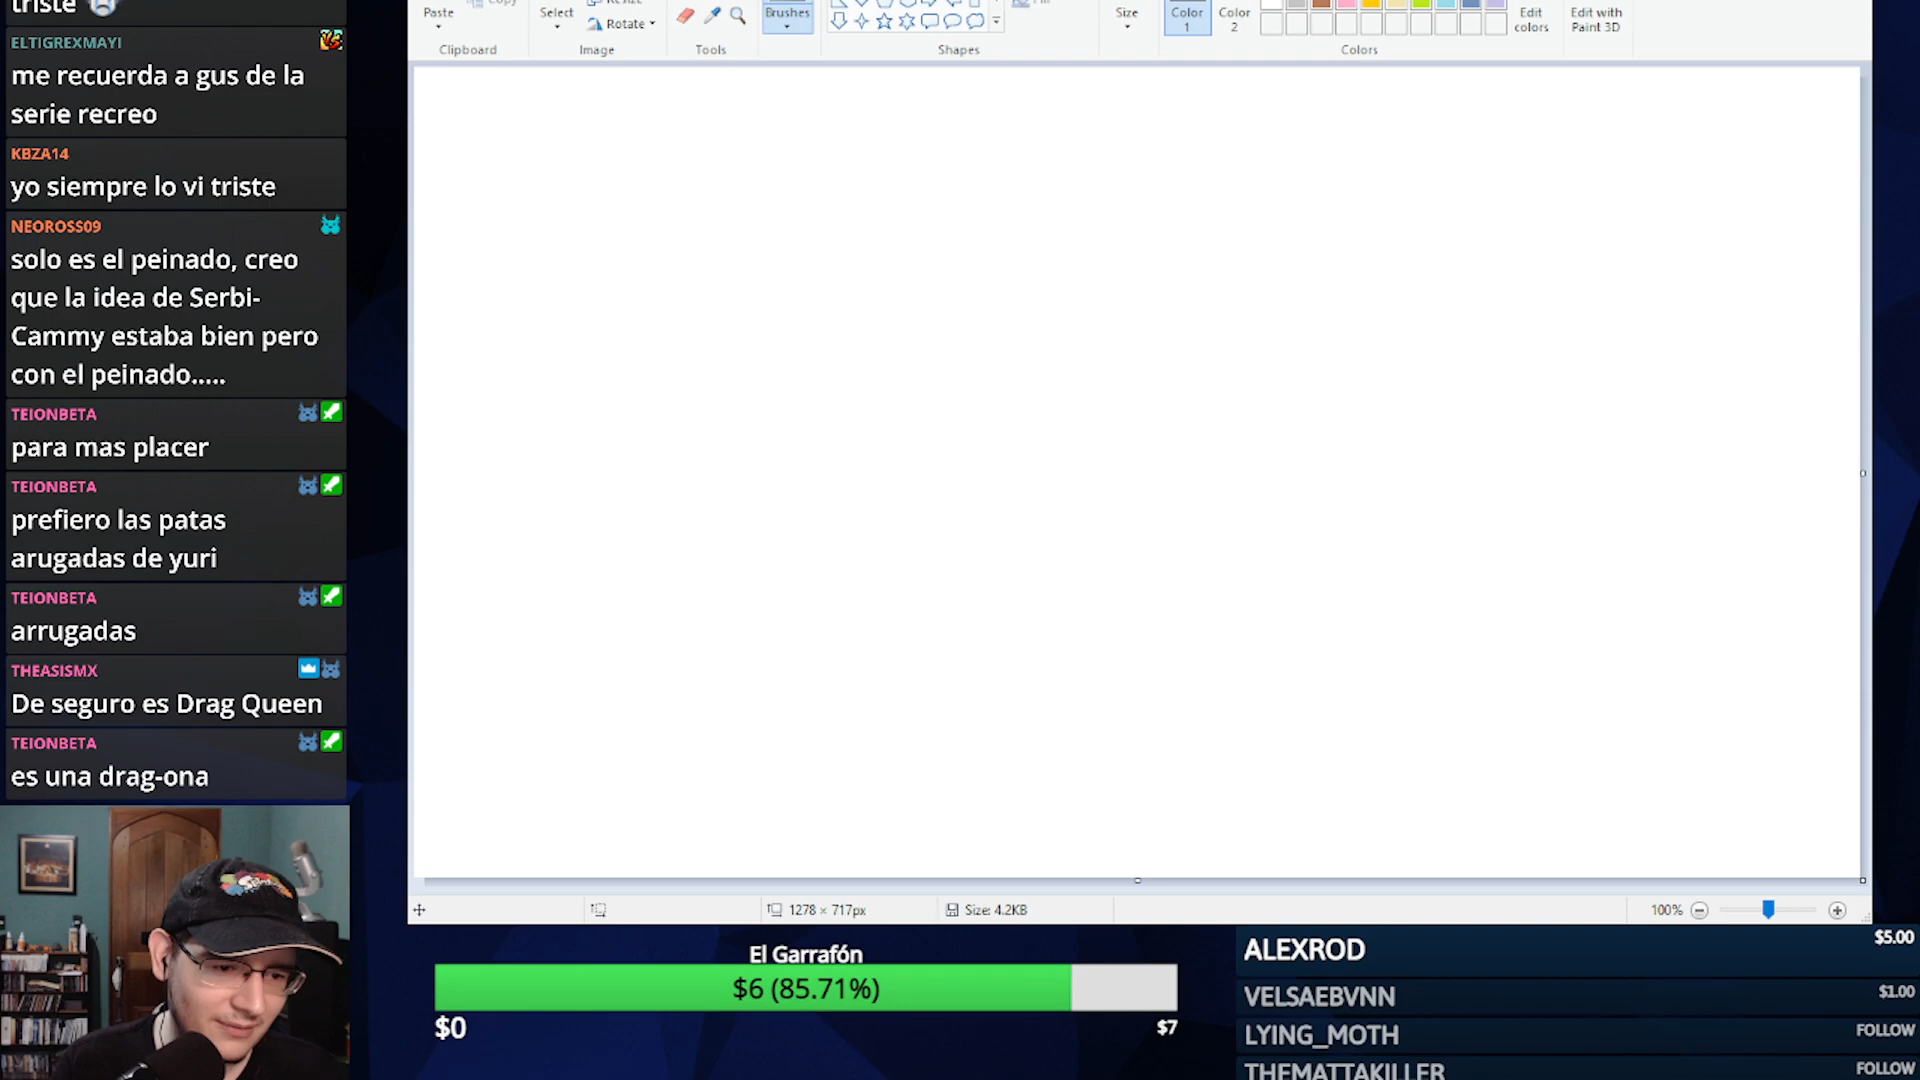 triste
ELTIGREXMAYI
me recuerda a gus de la
serie recreo
KBZA14
yo siempre lo vi triste
NEOROSS09
solo es el peinado, creo
que la idea de Serbi-
Cammy estaba bien pero
con el peinado.....
TEIONBETA
para mas placer
TEIONBETA
prefiero las patas
arugadas de yuri
TEIONBETA
arrugadas
THEASISMX
De seguro es Drag Queen
TEIONBETA
es una drag-ona
Paste
Copy
Clipboard
Select
Resize
Rotate
Image
Tools
Brushes
Shapes
Fill
Size
Color
1
Color
2
Edit
colors
Edit with
Paint 3D
Colors
1278 × 717px
Size: 4.2KB
100%
El Garrafón
$6 (85.71%)
$0
$7
ALEXROD
$5.00
VELSAEBVNN
$1.00
LYING_MOTH
FOLLOW
THEMATTAKILLER
FOLLOW